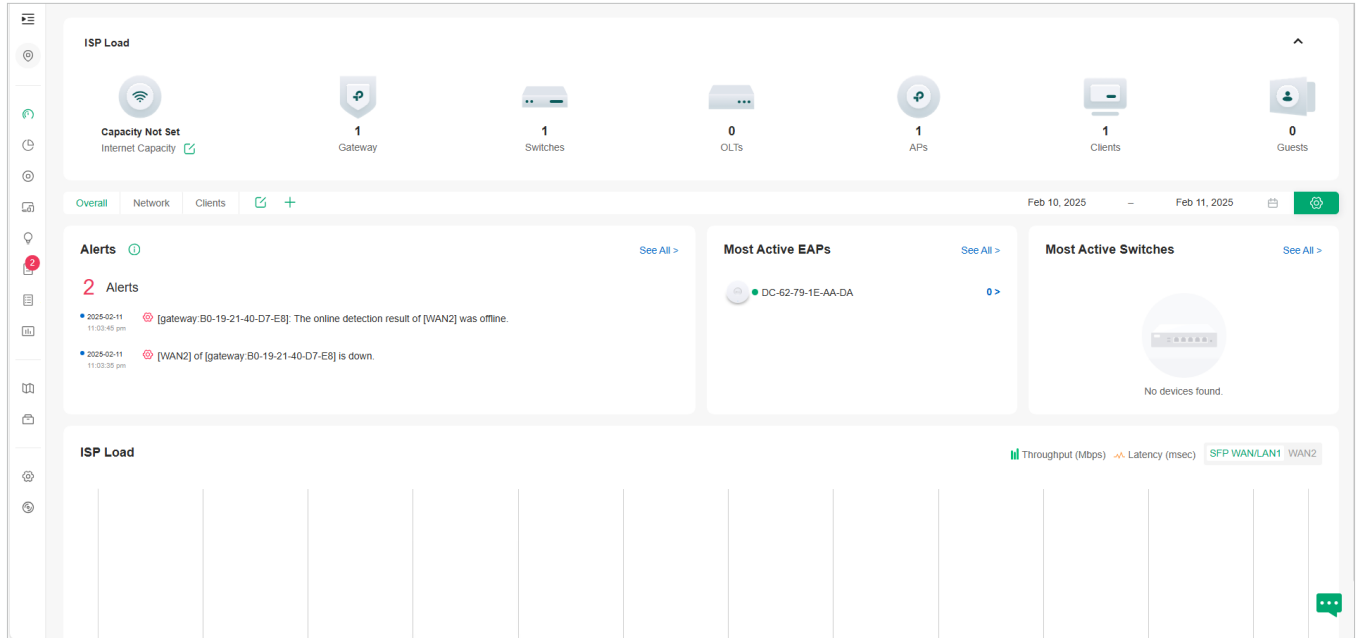 ISP Load
Capacity Not Set
Internet Capacity
1
Gateway
1
Switches
0
OLTs
1
APs
1
Clients
0
Guests
Overall Network Clients
Feb 10, 2025 – Feb 11, 2025
2
Alerts See All >
2 Alerts
2025-02-11
11:03:45 pm
[gateway:B0-19-21-40-D7-E8]: The online detection result of [WAN2] was offline.
2025-02-11
11:03:35 pm
[WAN2] of [gateway:B0-19-21-40-D7-E8] is down.
Most Active EAPs See All >
DC-62-79-1E-AA-DA 0 >
Most Active Switches See All >
No devices found.
ISP Load
Throughput (Mbps) Latency (msec) SFP WAN/LAN1 WAN2